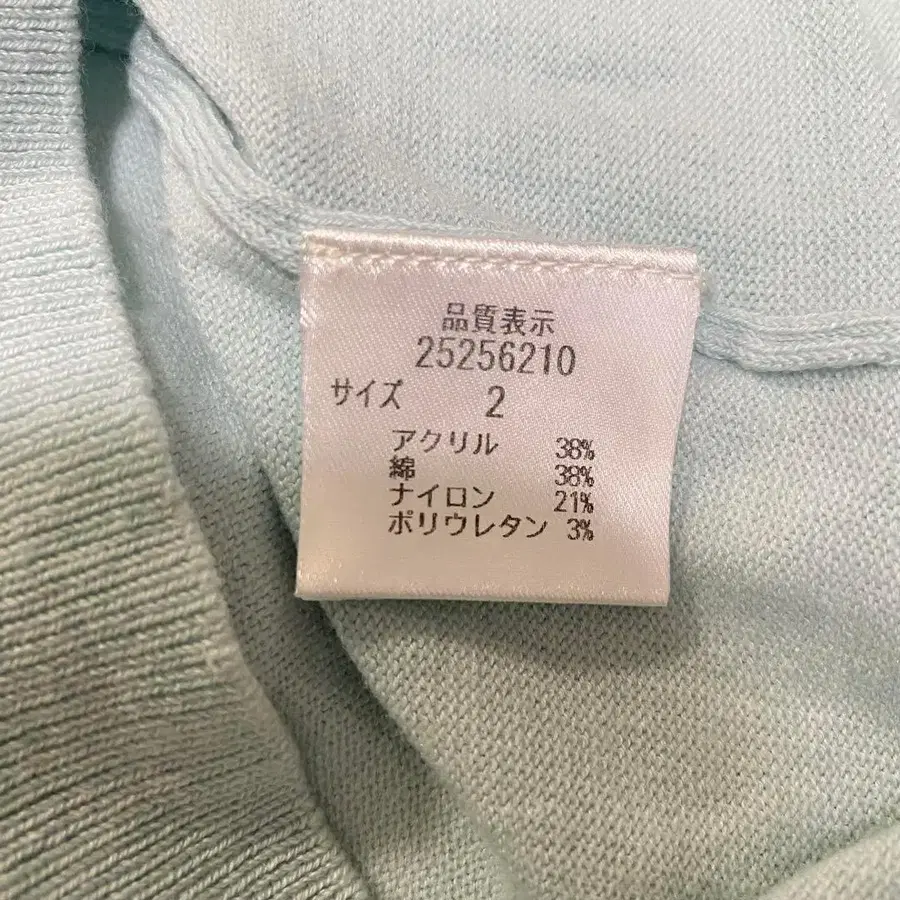 品質表示
25256210
サイズ 2
アクリル 38%
綿 38%
ナイロン 21%
ポリウレタン 3%